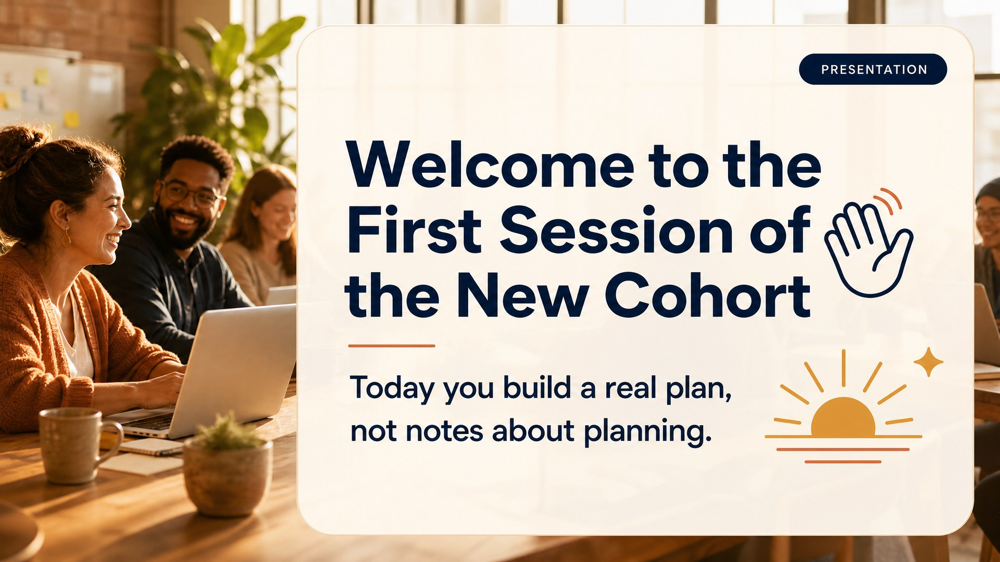 PRESENTATION
Welcome to the
First Session of
the New Cohort
Today you build a real plan,
not notes about planning.